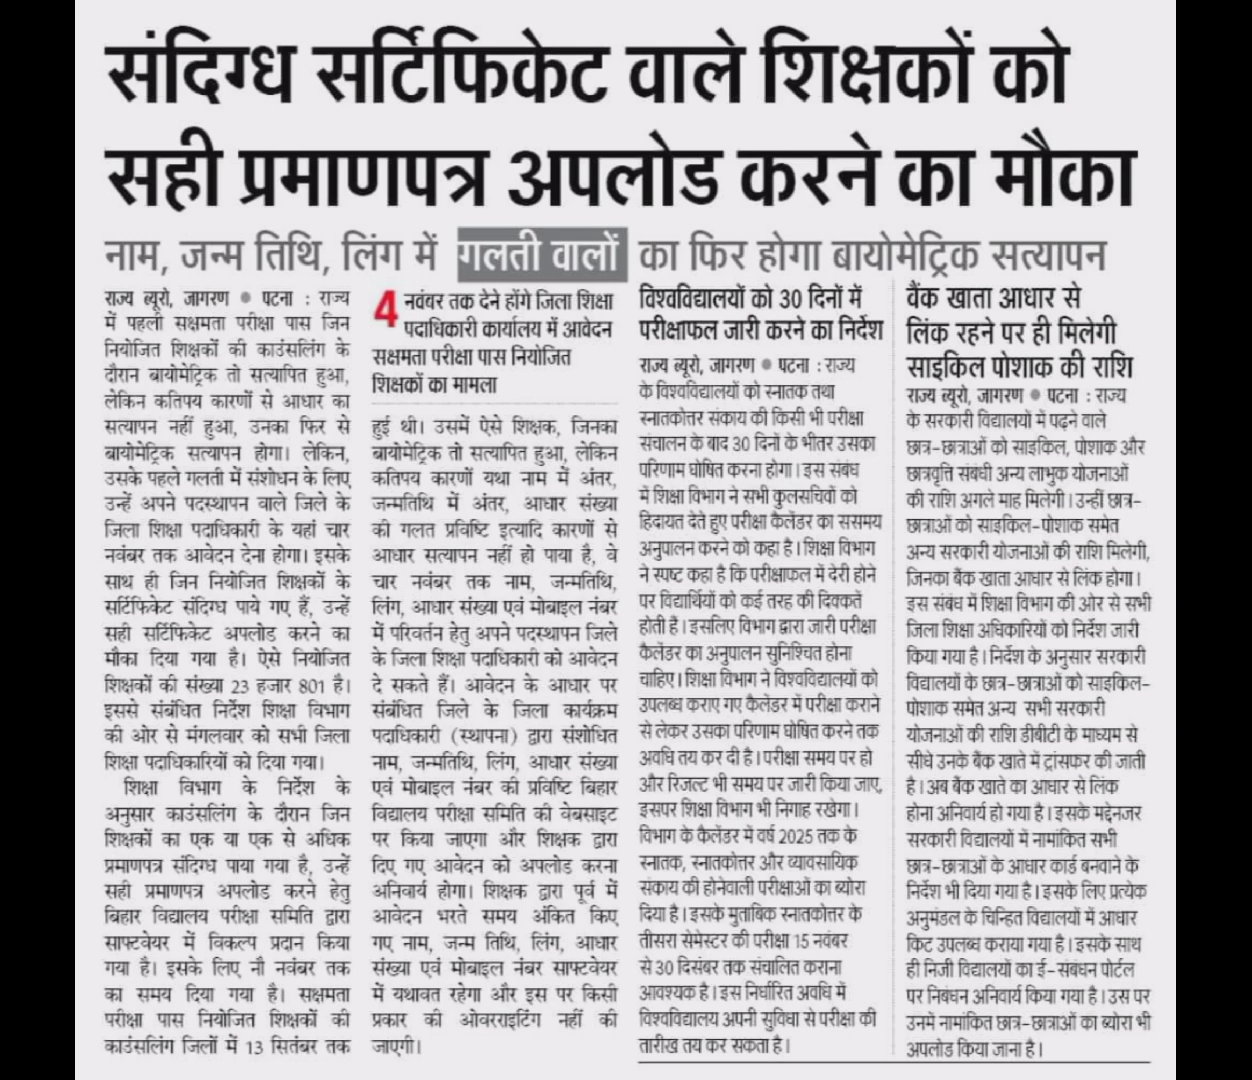 संदिग्ध सर्टिफिकेट वाले शिक्षकों को
सही प्रमाणपत्र अपलोड करने का मौका
नाम, जन्म तिथि, लिंग में गलती वालों का फिर होगा बायोमेट्रिक सत्यापन
राज्य ब्यूरो, जागरण ● पटना : राज्य
में पहली सक्षमता परीक्षा पास जिन
नियोजित शिक्षकों की काउंसलिंग के
दौरान बायोमेट्रिक तो सत्यापित हुआ,
लेकिन कतिपय कारणों से आधार का
सत्यापन नहीं हुआ, उनका फिर से
बायोमेट्रिक सत्यापन होगा। लेकिन,
उसके पहले गलती में संशोधन के लिए
उन्हें अपने पदस्थापन वाले जिले के
जिला शिक्षा पदाधिकारी के यहां चार
नवंबर तक आवेदन देना होगा। इसके
साथ ही जिन नियोजित शिक्षकों के
सर्टिफिकेट संदिग्ध पाये गए हैं, उन्हें
सही सर्टिफिकेट अपलोड करने का
मौका दिया गया है। ऐसे नियोजित
शिक्षकों की संख्या 23 हजार 801 है।
इससे संबंधित निर्देश शिक्षा विभाग
की ओर से मंगलवार को सभी जिला
शिक्षा पदाधिकारियों को दिया गया।
शिक्षा विभाग के निर्देश के
अनुसार काउंसलिंग के दौरान जिन
शिक्षकों का एक या एक से अधिक
प्रमाणपत्र संदिग्ध पाया गया है, उन्हें
सही प्रमाणपत्र अपलोड करने हेतु
बिहार विद्यालय परीक्षा समिति द्वारा
साफ्टवेयर में विकल्प प्रदान किया
गया है। इसके लिए नौ नवंबर तक
का समय दिया गया है। सक्षमता
परीक्षा पास नियोजित शिक्षकों की
काउंसलिंग जिलों में 13 सितंबर तक
4 नवंबर तक देने होंगे जिला शिक्षा
पदाधिकारी कार्यालय में आवेदन
सक्षमता परीक्षा पास नियोजित
शिक्षकों का मामला
हुई थी। उसमें ऐसे शिक्षक, जिनका
बायोमेट्रिक तो सत्यापित हुआ, लेकिन
कतिपय कारणों यथा नाम में अंतर,
जन्मतिथि में अंतर, आधार संख्या
की गलत प्रविष्टि इत्यादि कारणों से
आधार सत्यापन नहीं हो पाया है, वे
चार नवंबर तक नाम, जन्मतिथि,
लिंग, आधार संख्या एवं मोबाइल नंबर
में परिवर्तन हेतु अपने पदस्थापन जिले
के जिला शिक्षा पदाधिकारी को आवेदन
दे सकते हैं। आवेदन के आधार पर
संबंधित जिले के जिला कार्यक्रम
पदाधिकारी (स्थापना) द्वारा संशोधित
नाम, जन्मतिथि, लिंग, आधार संख्या
एवं मोबाइल नंबर की प्रविष्टि बिहार
विद्यालय परीक्षा समिति की वेबसाइट
पर किया जाएगा और शिक्षक द्वारा
दिए गए आवेदन को अपलोड करना
अनिवार्य होगा। शिक्षक द्वारा पूर्व में
आवेदन भरते समय अंकित किए
गए नाम, जन्म तिथि, लिंग, आधार
संख्या एवं मोबाइल नंबर साफ्टवेयर
में यथावत रहेगा और इस पर किसी
प्रकार की ओवरराइटिंग नहीं की
जाएगी।
विश्वविद्यालयों को 30 दिनों में
परीक्षाफल जारी करने का निर्देश
राज्य ब्यूरो, जागरण ● पटना : राज्य
के विश्वविद्यालयों को स्नातक तथा
स्नातकोत्तर संकाय की किसी भी परीक्षा
संचालन के बाद 30 दिनों के भीतर उसका
परिणाम घोषित करना होगा। इस संबंध
में शिक्षा विभाग ने सभी कुलसचिवों को
हिदायत देते हुए परीक्षा कैलेंडर का ससमय
अनुपालन करने को कहा है। शिक्षा विभाग
ने स्पष्ट कहा है कि परीक्षाफल में देरी होने
पर विद्यार्थियों को कई तरह की दिक्कतें
होती हैं। इसलिए विभाग द्वारा जारी परीक्षा
कैलेंडर का अनुपालन सुनिश्चित होना
चाहिए। शिक्षा विभाग ने विश्वविद्यालयों को
उपलब्ध कराए गए कैलेंडर में परीक्षा कराने
से लेकर उसका परिणाम घोषित करने तक
अवधि तय कर दी है। परीक्षा समय पर हो
और रिजल्ट भी समय पर जारी किया जाए,
इसपर शिक्षा विभाग भी निगाह रखेगा।
विभाग के कैलेंडर में वर्ष 2025 तक के
स्नातक, स्नातकोत्तर और व्यावसायिक
संकाय की होनेवाली परीक्षाओं का ब्योरा
दिया है। इसके मुताबिक स्नातकोत्तर के
तीसरा सेमेस्टर की परीक्षा 15 नवंबर
से 30 दिसंबर तक संचालित कराना
आवश्यक है। इस निर्धारित अवधि में
विश्वविद्यालय अपनी सुविधा से परीक्षा की
तारीख तय कर सकता है।
बैंक खाता आधार से
लिंक रहने पर ही मिलेगी
साइकिल पोशाक की राशि
राज्य ब्यूरो, जागरण ● पटना : राज्य
के सरकारी विद्यालयों में पढ़ने वाले
छात्र-छात्राओं को साइकिल, पोशाक और
छात्रवृत्ति संबंधी अन्य लाभुक योजनाओं
की राशि अगले माह मिलेगी। उन्हीं छात्र-
छात्राओं को साइकिल-पोशाक समेत
अन्य सरकारी योजनाओं की राशि मिलेगी,
जिनका बैंक खाता आधार से लिंक होगा।
इस संबंध में शिक्षा विभाग की ओर से सभी
जिला शिक्षा अधिकारियों को निर्देश जारी
किया गया है। निर्देश के अनुसार सरकारी
विद्यालयों के छात्र-छात्राओं को साइकिल-
पोशाक समेत अन्य सभी सरकारी
योजनाओं की राशि डीबीटी के माध्यम से
सीधे उनके बैंक खाते में ट्रांसफर की जाती
है। अब बैंक खाते का आधार से लिंक
होना अनिवार्य हो गया है। इसके मद्देनजर
सरकारी विद्यालयों में नामांकित सभी
छात्र-छात्राओं के आधार कार्ड बनवाने के
निर्देश भी दिया गया है। इसके लिए प्रत्येक
अनुमंडल के चिन्हित विद्यालयों में आधार
किट उपलब्ध कराया गया है। इसके साथ
ही निजी विद्यालयों का ई-संबंधन पोर्टल
पर निबंधन अनिवार्य किया गया है। उस पर
उनमें नामांकित छात्र-छात्राओं का ब्योरा भी
अपलोड किया जाना है।